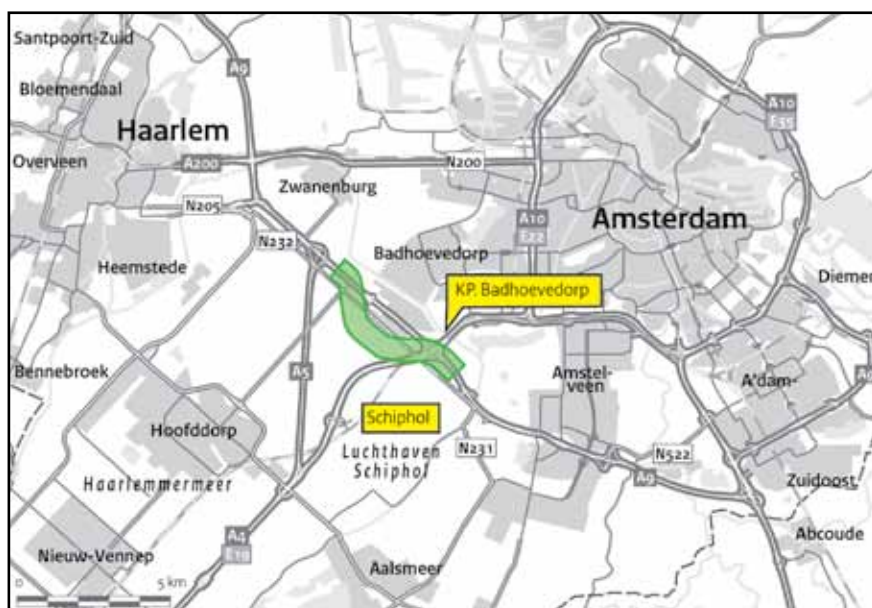 Santpoort-Zuid
Bloemendaal
A9
Haarlem
Overveen
A200
N200
A10
E35
Zwanenburg
N205
A10
E22
Amsterdam
N232
Heemstede
Badhoevedorp
Diemen
KP. Badhoevedorp
Bennebroek
A5
Amstel-
veen
A'dam-
Schiphol
Hoofddorp
Luchthaven
Schiphol
N231
N522
Haarlemmermeer
A9
Zuidoost
A4
E19
Abcoude
Nieuw-Vennep
Aalsmeer
0
5 km